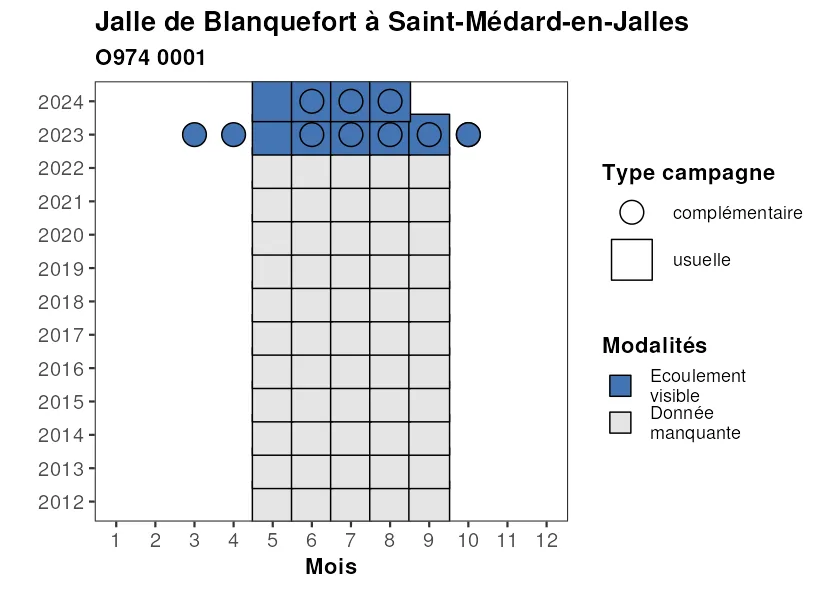 Jalle de Blanquefort à Saint-Médard-en-Jalles
O974 0001
2024
2023
2022
2021
2020
2019
2018
2017
2016
2015
2014
2013
2012
1 2 3 4 5 6 7 8 9 10 11 12
Mois
Type campagne
complémentaire
usuelle
Modalités
Ecoulement
visible
Donnée
manquante